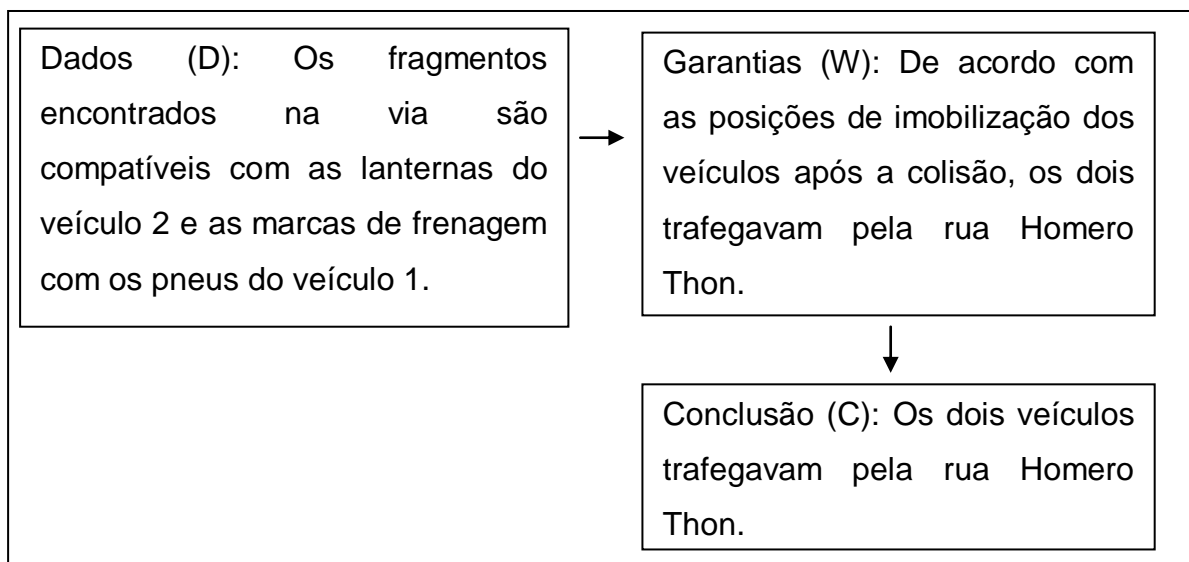 Dados (D): Os fragmentos
encontrados na via são
compatíveis com as lanternas do
veículo 2 e as marcas de frenagem
com os pneus do veículo 1.
Garantias (W): De acordo com
as posições de imobilização dos
veículos após a colisão, os dois
trafegavam pela rua Homero
Thon.
Conclusão (C): Os dois veículos
trafegavam pela rua Homero
Thon.